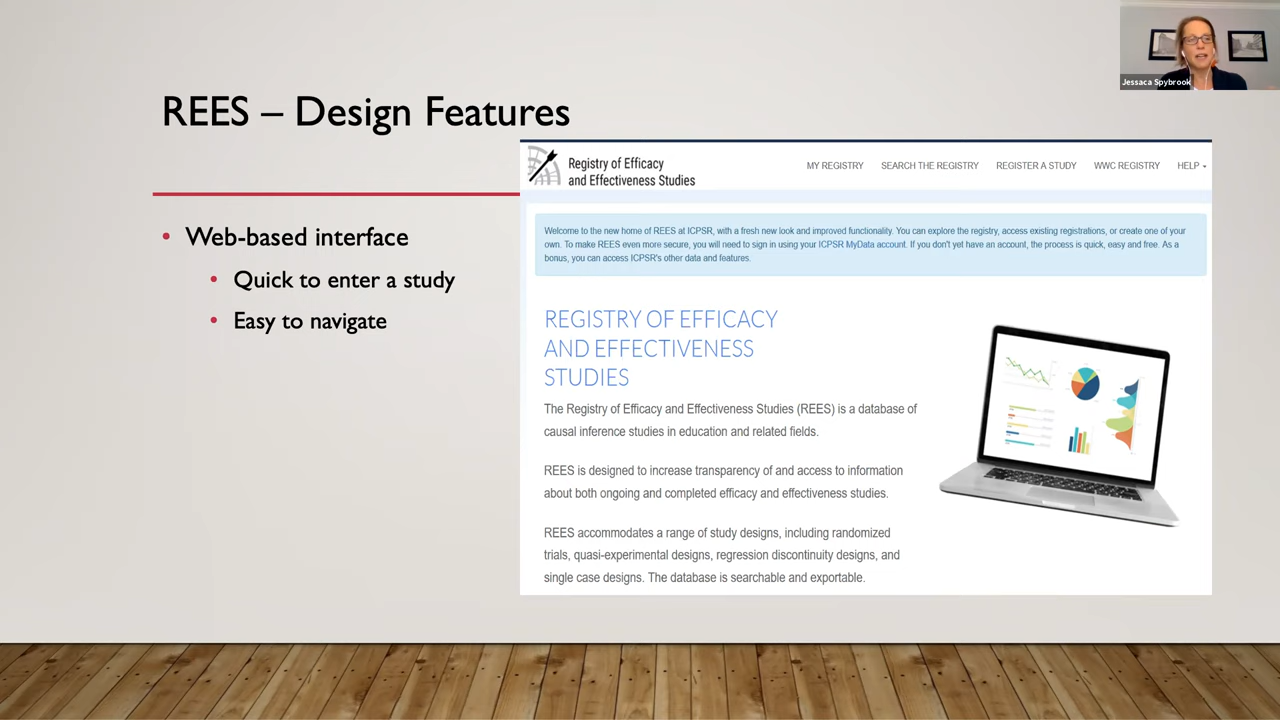 Jessaca Spybrook
REES – Design Features
• Web-based interface
• Quick to enter a study
• Easy to navigate
Registry of Efficacy
and Effectiveness Studies
MY REGISTRY SEARCH THE REGISTRY REGISTER A STUDY WWC REGISTRY HELP
Welcome to the new home of REES at ICPSR, with a fresh new look and improved functionality. You can explore the registry, access existing registrations, or create one of your
own. To make REES even more secure, you will need to sign in using your ICPSR MyData account. If you don't yet have an account, the process is quick, easy and free. As a
bonus, you can access ICPSR's other data and features.
REGISTRY OF EFFICACY
AND EFFECTIVENESS
STUDIES
The Registry of Efficacy and Effectiveness Studies (REES) is a database of
causal inference studies in education and related fields.
REES is designed to increase transparency of and access to information
about both ongoing and completed efficacy and effectiveness studies.
REES accommodates a range of study designs, including randomized
trials, quasi-experimental designs, regression discontinuity designs, and
single case designs. The database is searchable and exportable.